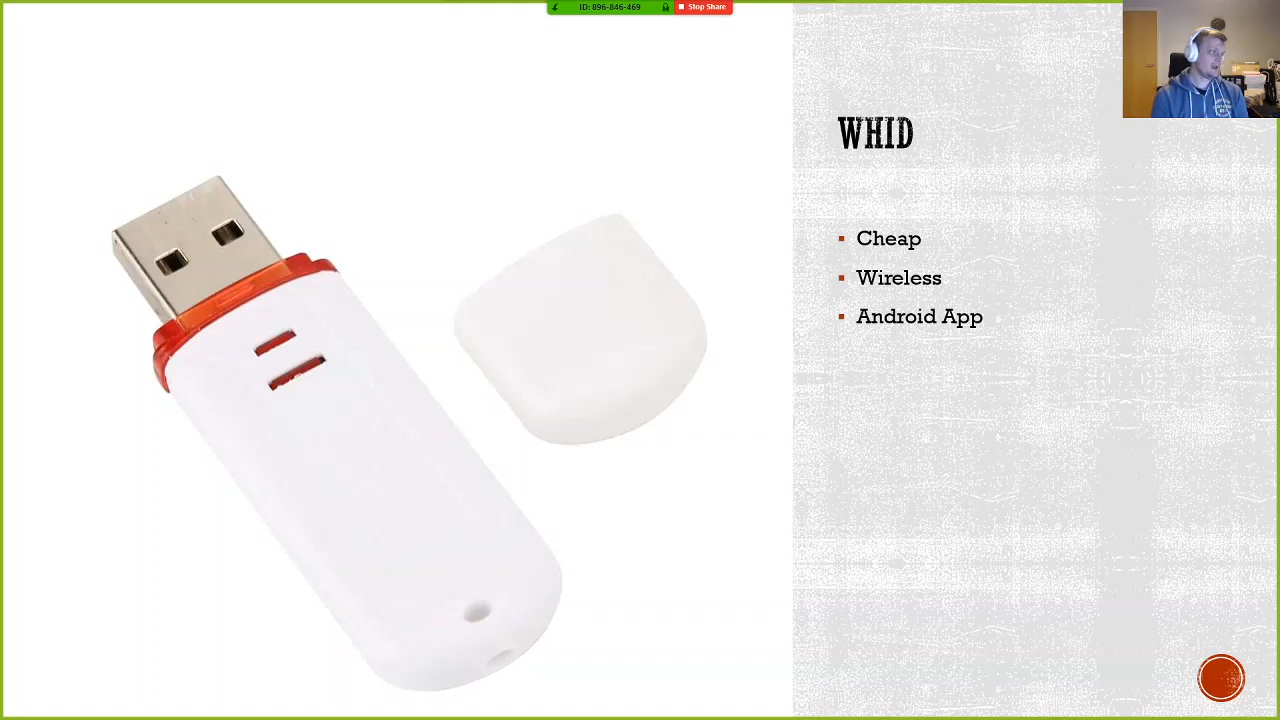 ID: 896-846-469
Stop Share
WHID
Cheap
Wireless
Android App